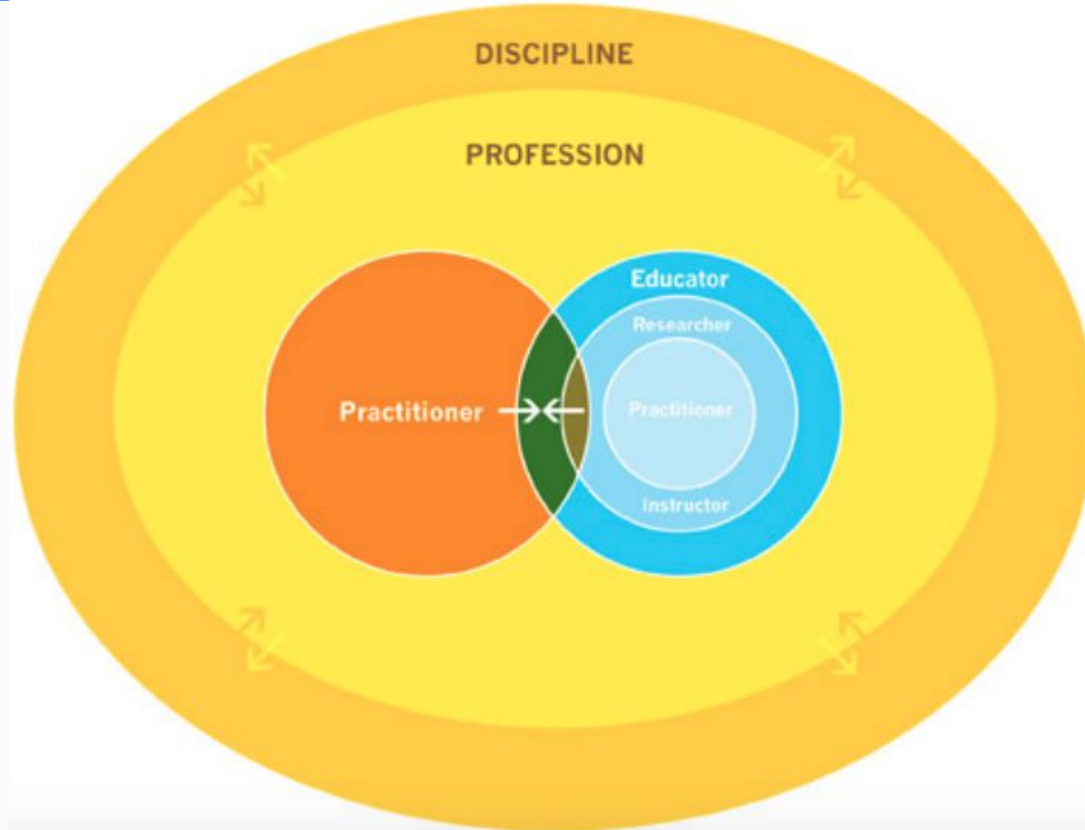 DISCIPLINE
PROFESSION
Educator
Researcher
Practitioner
Practitioner
Instructor